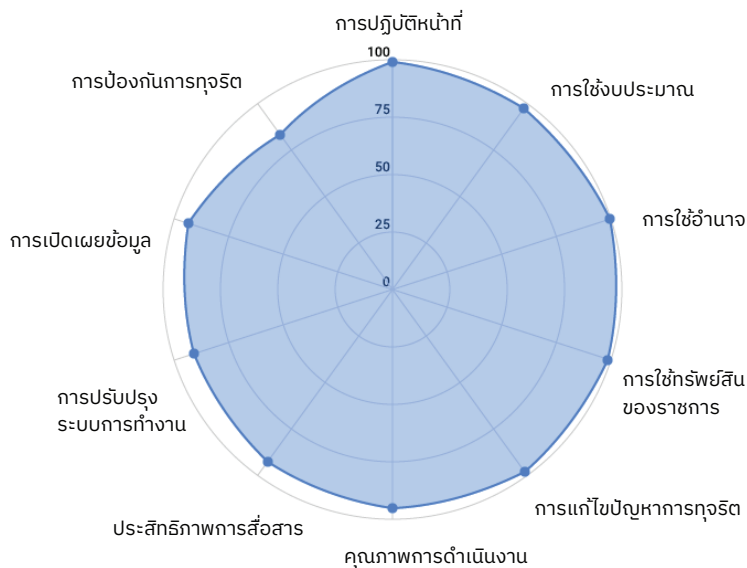 การปฏิบัติหน้าที่
100
การป้องกันการทุจริต
การใช้งบประมาณ
75
50
การใช้อำนาจ
25
การเปิดเผยข้อมูล
0
การใช้ทรัพย์สิน
ของราชการ
การปรับปรุง
ระบบการทำงาน
การแก้ไขปัญหาการทุจริต
ประสิทธิภาพการสื่อสาร
คุณภาพการดำเนินงาน